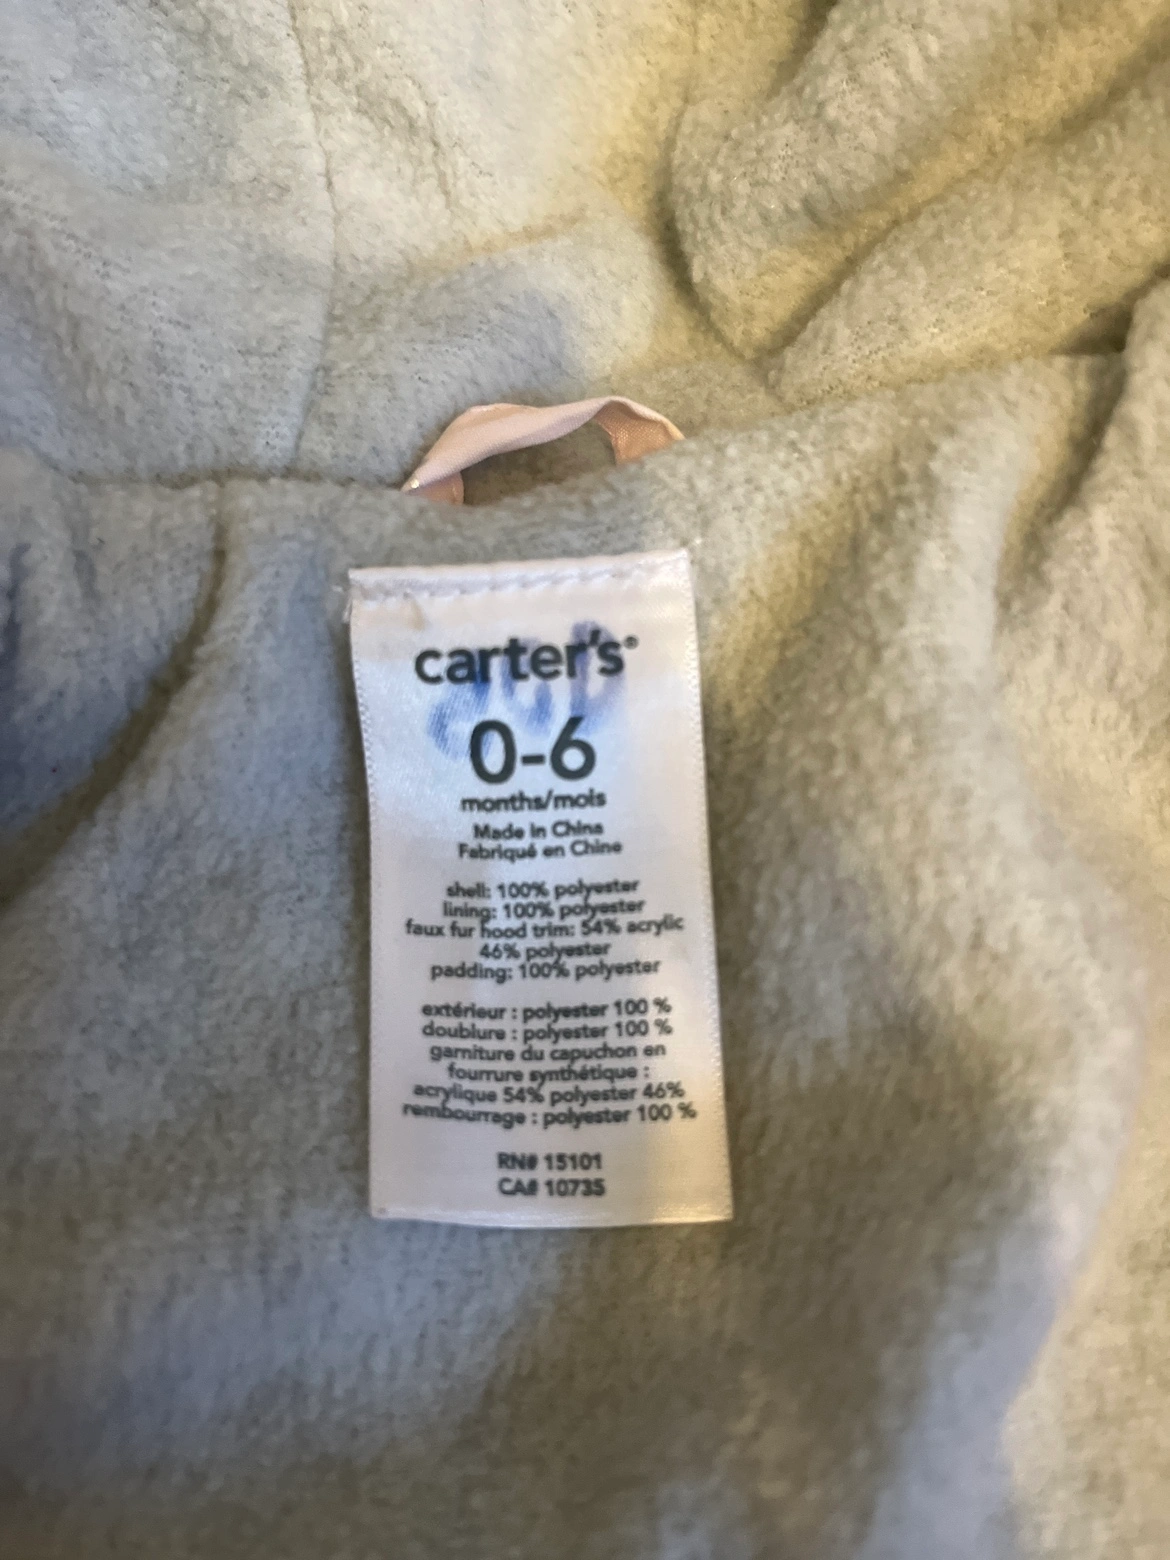 carter's®
0-6
months/mois
Made in China
Fabriqué en Chine
shell: 100% polyester
lining: 100% polyester
faux fur hood trim: 54% acrylic
46% polyester
padding: 100% polyester
extérieur : polyester 100 %
doublure : polyester 100 %
garniture du capuchon en
fourrure synthétique :
acrylique 54% polyester 46%
rembourrage : polyester 100 %
RN# 15101
CA# 10735